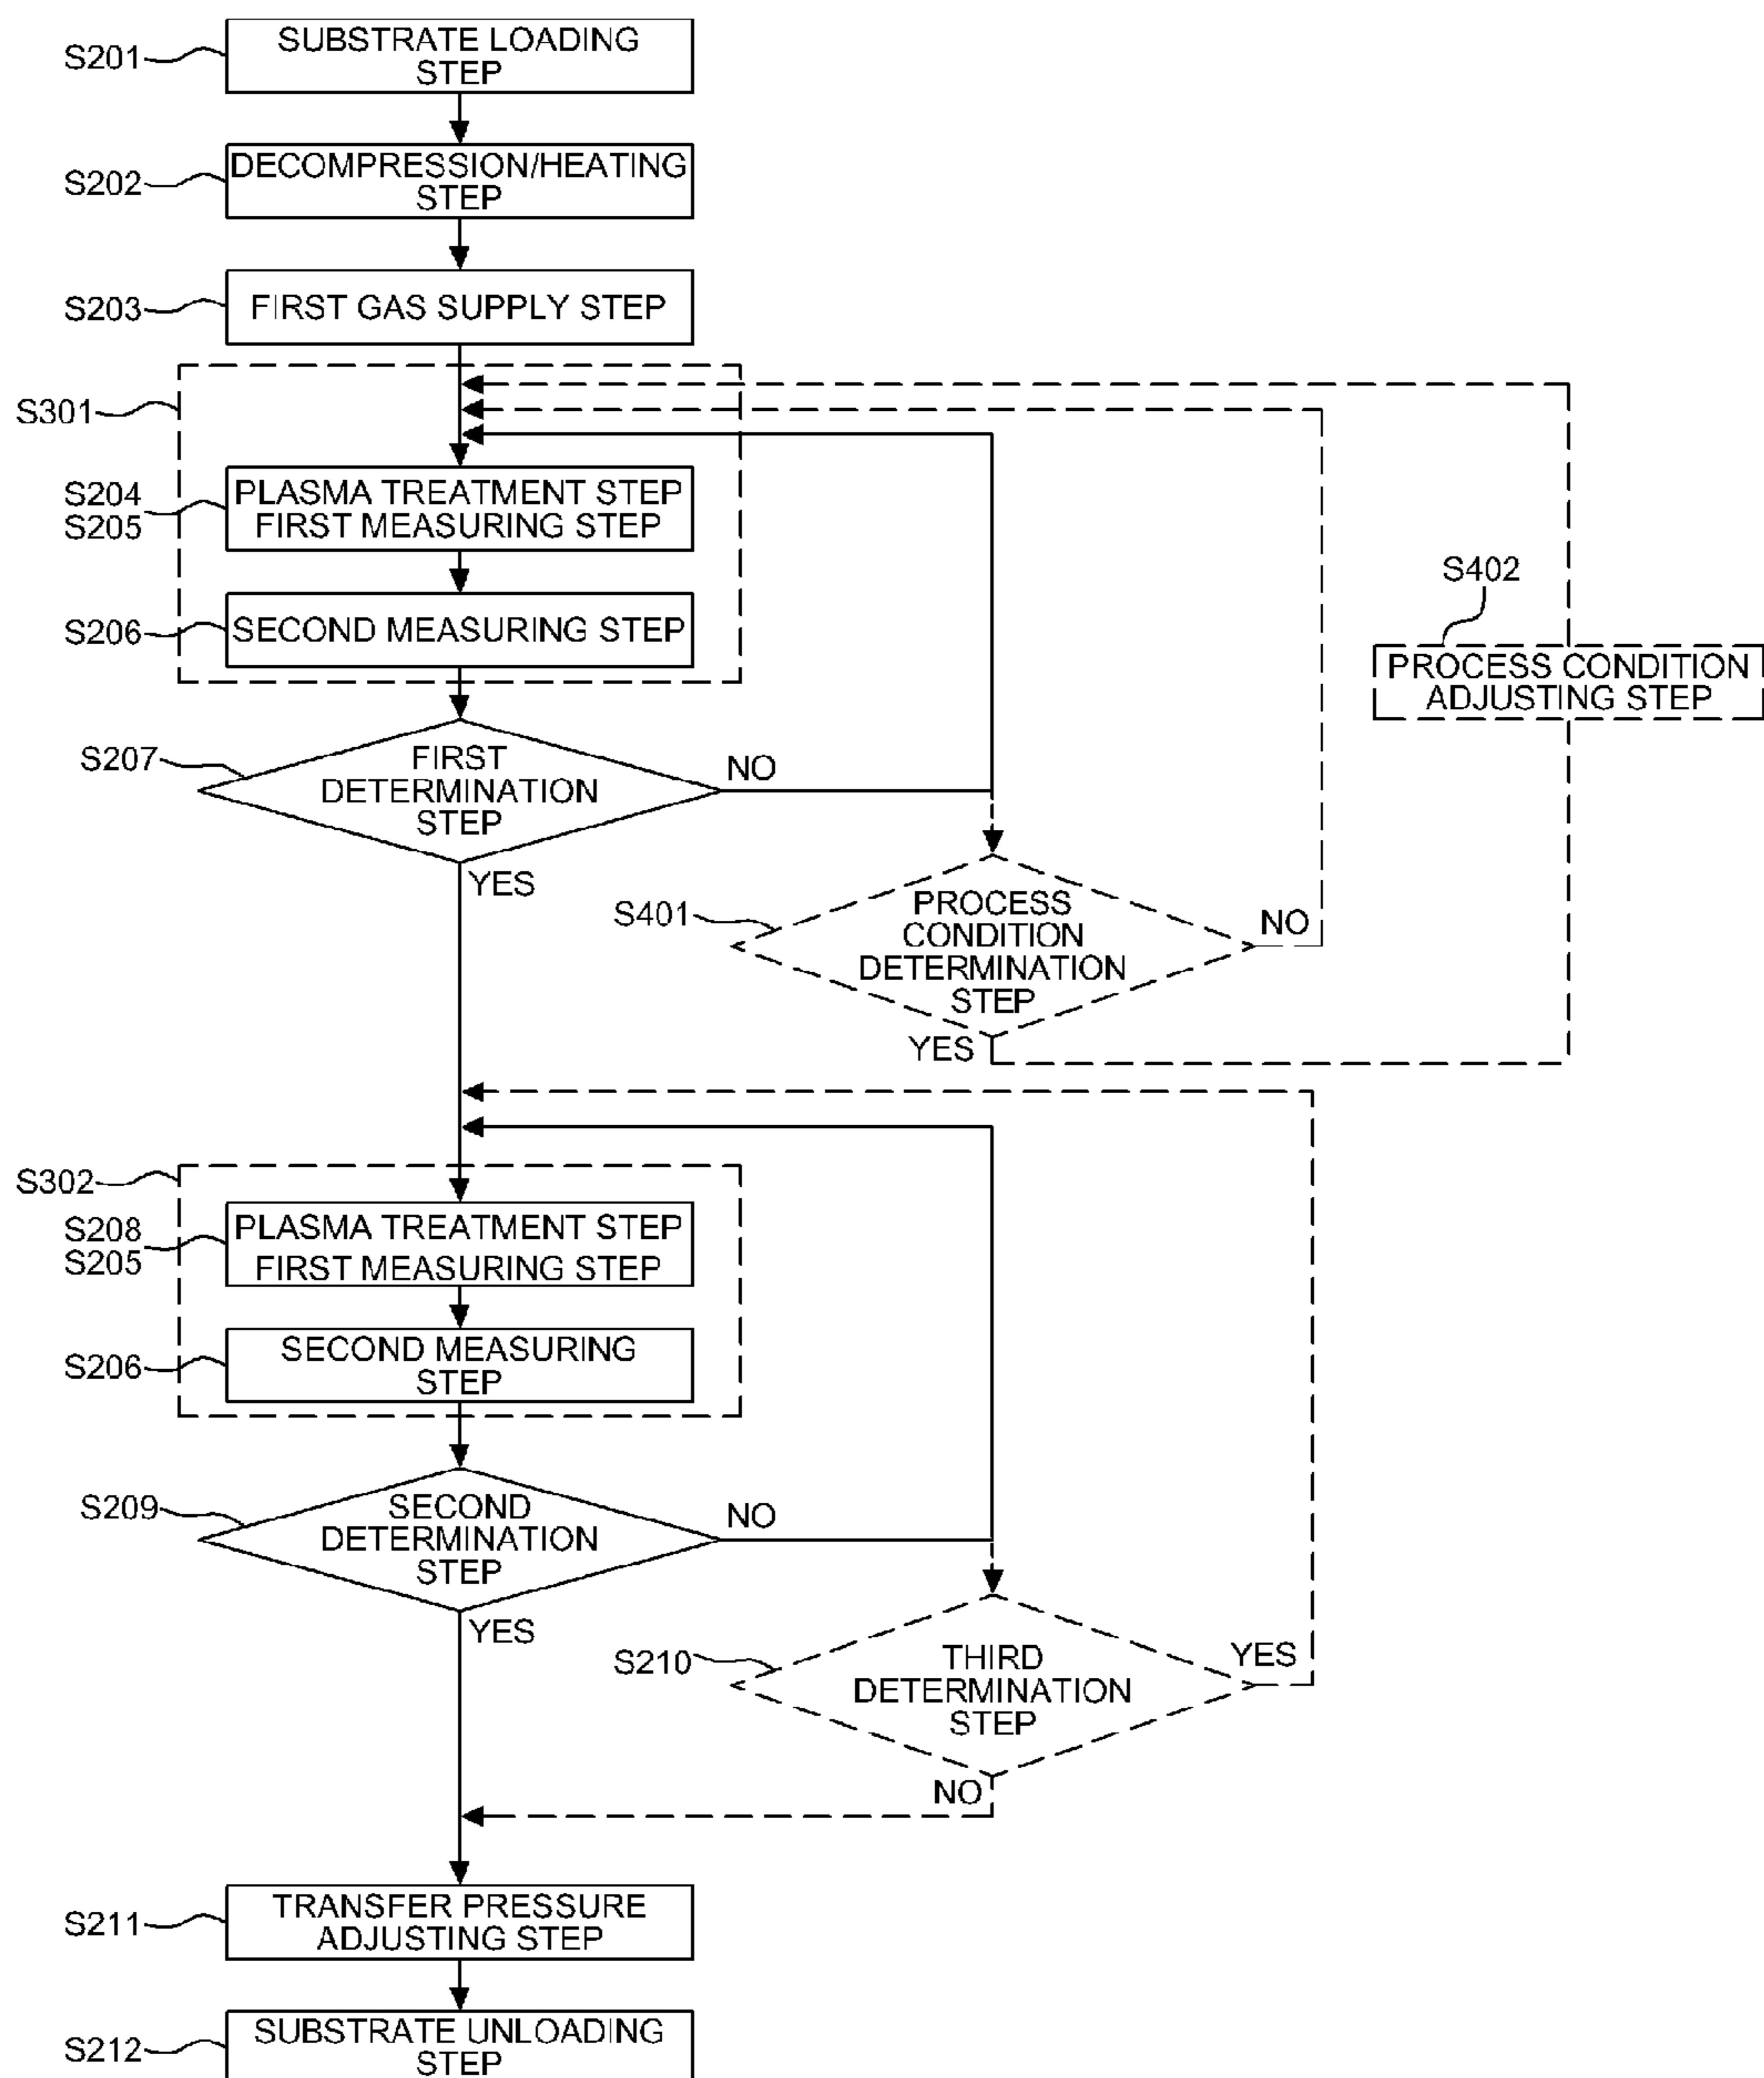 S201
SUBSTRATE LOADING
STEP
S202
DECOMPRESSION/HEATING
STEP
S203
FIRST GAS SUPPLY STEP
S301
S204
S205
PLASMA TREATMENT STEP
FIRST MEASURING STEP
S206
SECOND MEASURING STEP
S402
PROCESS CONDITION
ADJUSTING STEP
S207
FIRST
DETERMINATION
STEP
NO
YES
S401
PROCESS
CONDITION
DETERMINATION
STEP
NO
YES
S302
S208
S205
PLASMA TREATMENT STEP
FIRST MEASURING STEP
S206
SECOND MEASURING
STEP
S209
SECOND
DETERMINATION
STEP
NO
YES
S210
THIRD
DETERMINATION
STEP
YES
NO
S211
TRANSFER PRESSURE
ADJUSTING STEP
S212
SUBSTRATE UNLOADING
STEP